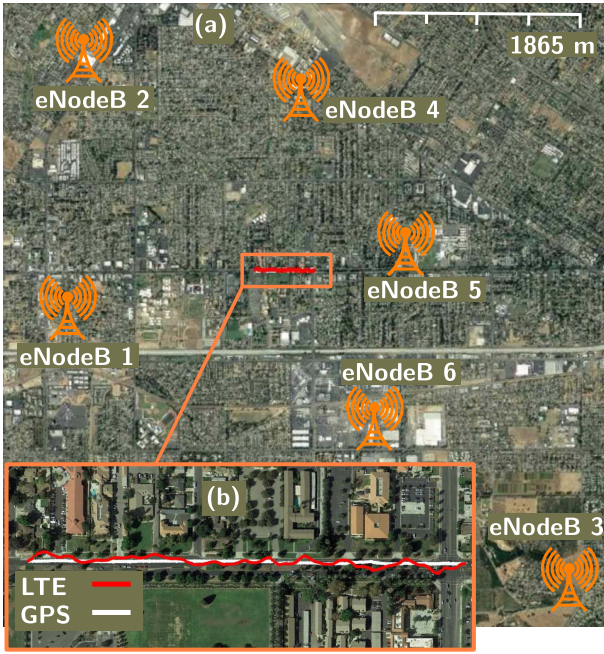 (a)
1865 m
eNodeB 2
eNodeB 4
eNodeB 5
eNodeB 1
eNodeB 6
(b)
eNodeB 3
LTE
GPS